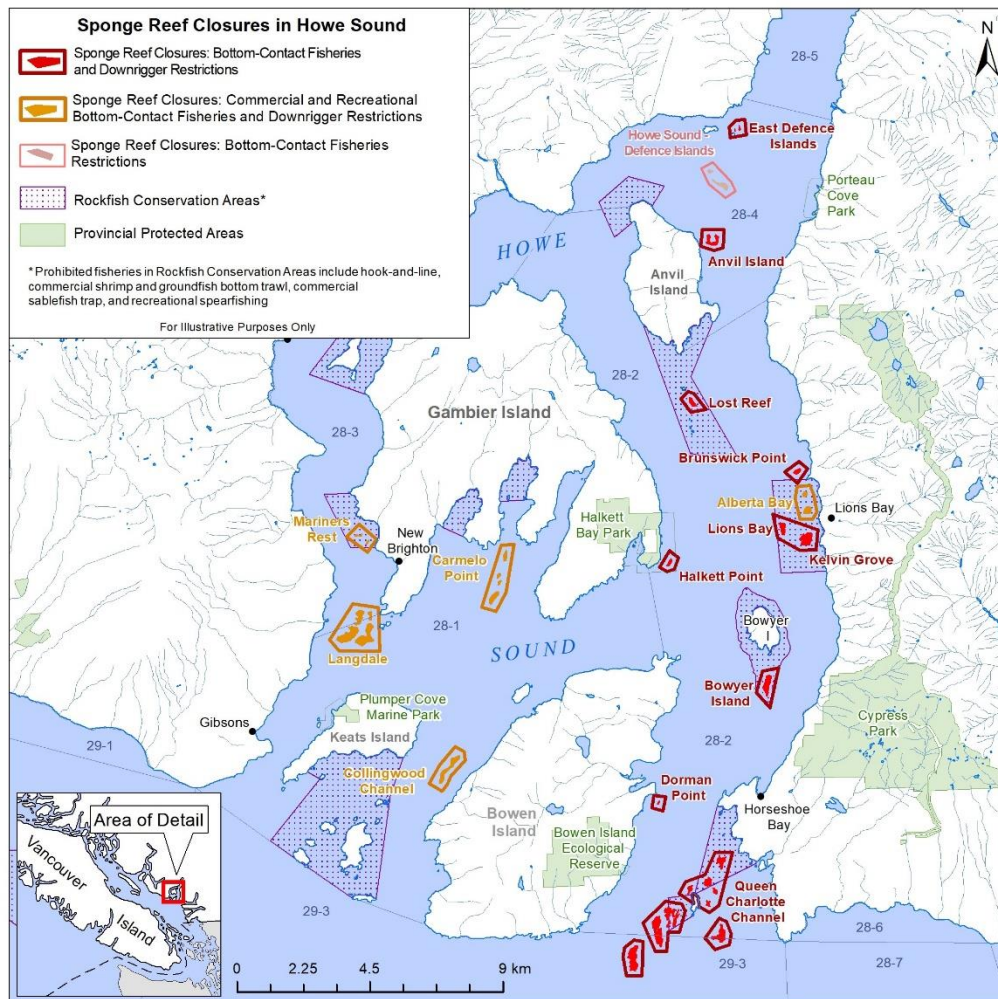 Sponge Reef Closures in Howe Sound
Sponge Reef Closures: Bottom-Contact Fisheries
and Downrigger Restrictions
Sponge Reef Closures: Commercial and Recreational
Bottom-Contact Fisheries and Downrigger Restrictions
Sponge Reef Closures: Bottom-Contact Fisheries
Restrictions
Rockfish Conservation Areas*
Provincial Protected Areas
* Prohibited fisheries in Rockfish Conservation Areas include hook-and-line,
commercial shrimp and groundfish bottom trawl, commercial
sablefish trap, and recreational spearfishing
For Illustrative Purposes Only
N
28-5
East Defence
Islands
Howe Sound -
Defence Islands
Porteau
Cove
Park
28-4
HOWE
Anvil Island
Anvil
Island
28-2
Lost Reef
Gambier Island
28-3
Brunswick Point
Alberta Bay
Lions Bay
Lions Bay
Kelvin Grove
Mariners
Rest
New
Brighton
Halkett
Bay Park
Carmelo
Point
Halkett Point
28-1
Bowyer
I
SOUND
Langdale
Bowyer
Island
Plumper Cove
Marine Park
Keats Island
Gibsons
29-1
Cypress
Park
28-2
Collingwood
Channel
Dorman
Point
Horseshoe
Bay
Bowen
Island
Bowen Island
Ecological
Reserve
Queen
Charlotte
Channel
29-3
28-6
29-3
28-7
Area of Detail
Vancouver
Island
0 2.25 4.5 9 km